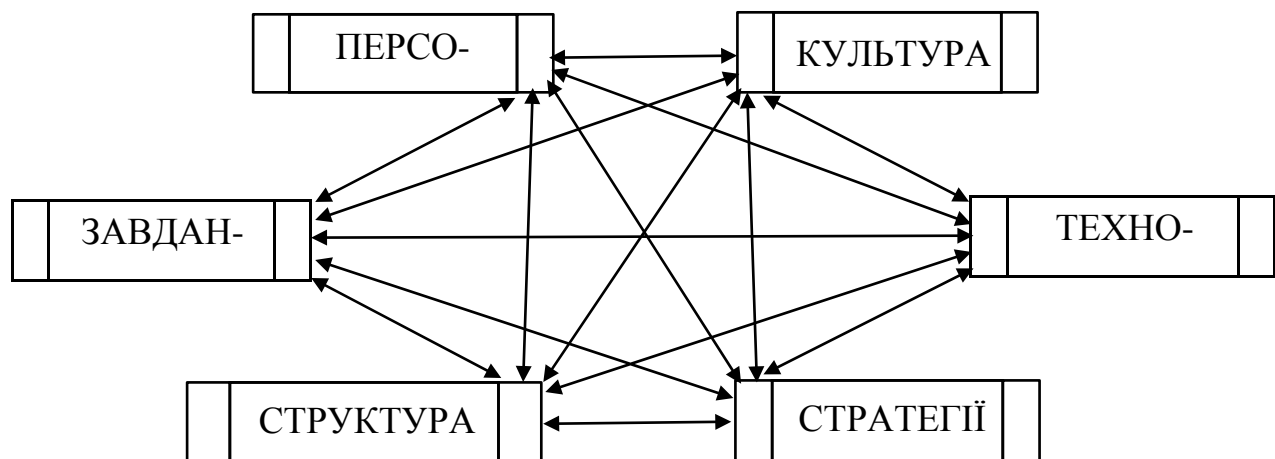 ПЕРСО-
КУЛЬТУРА
ЗАВДАН-
ТЕХНО-
СТРУКТУРА
СТРАТЕГІЇ